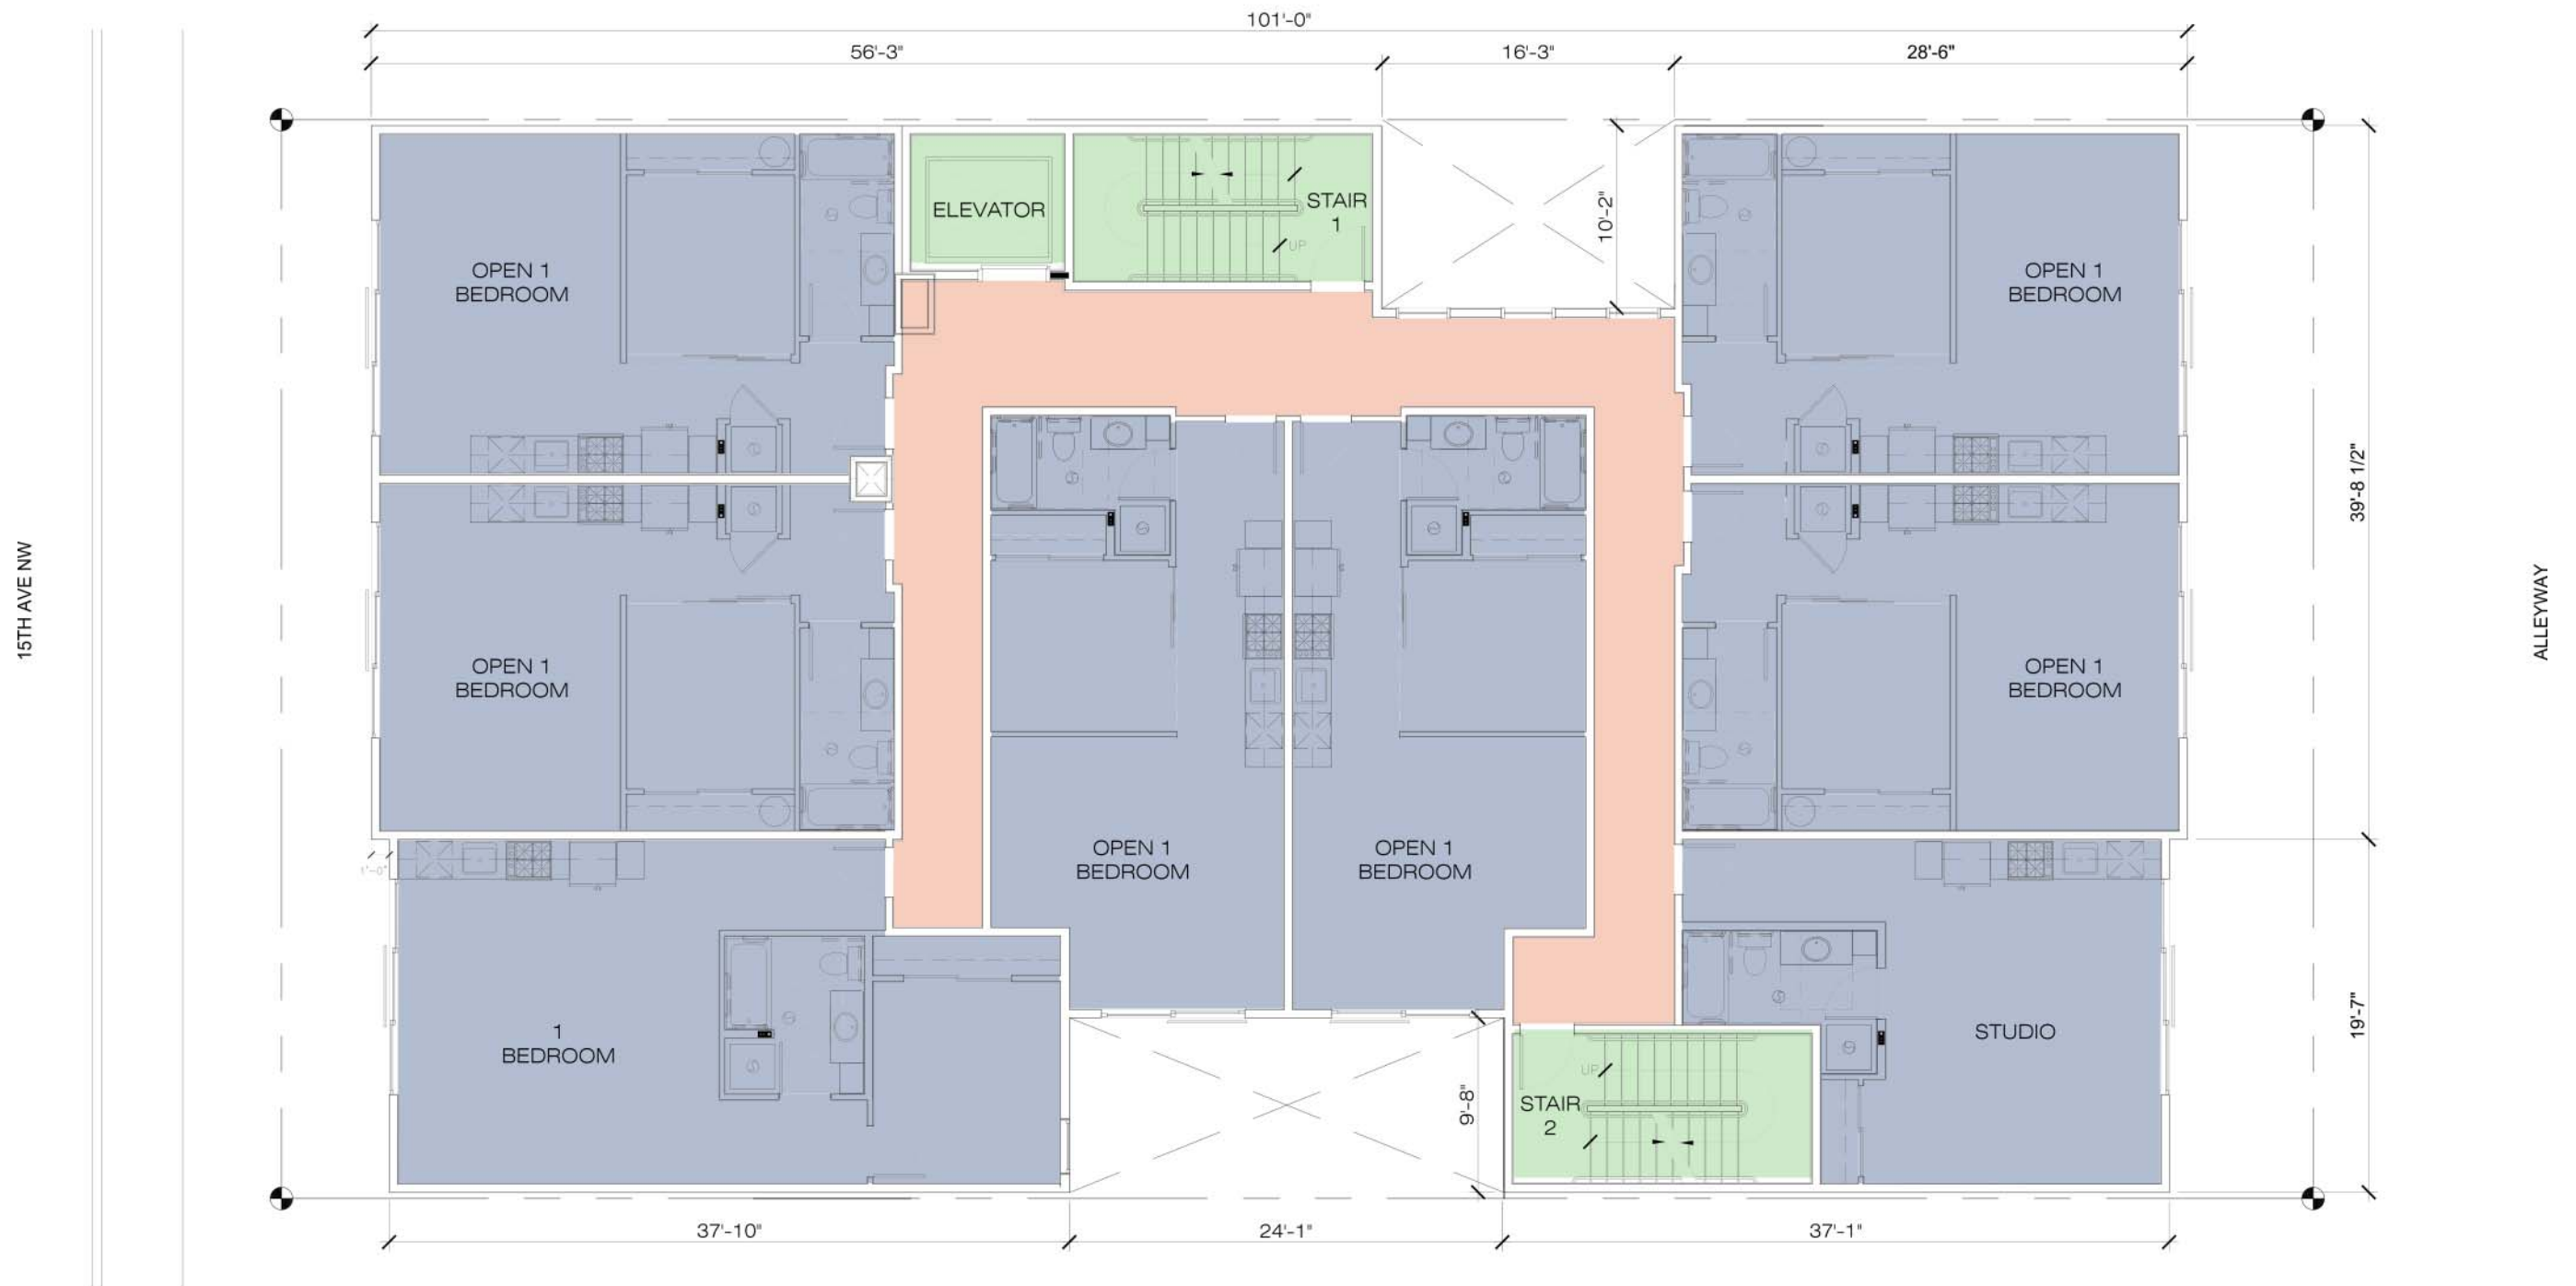 101'-0"
56'-3"
16'-3"
28'-6"
ELEVATOR
STAIR
1
UP
10'-2"
OPEN 1
BEDROOM
OPEN 1
BEDROOM
39'-8 1/2"
15TH AVE NW
ALLEYWAY
OPEN 1
BEDROOM
OPEN 1
BEDROOM
OPEN 1
BEDROOM
OPEN 1
BEDROOM
1'-0"
1
BEDROOM
STUDIO
19'-7"
UP
STAIR
2
9'-8"
37'-10"
24'-1"
37'-1"